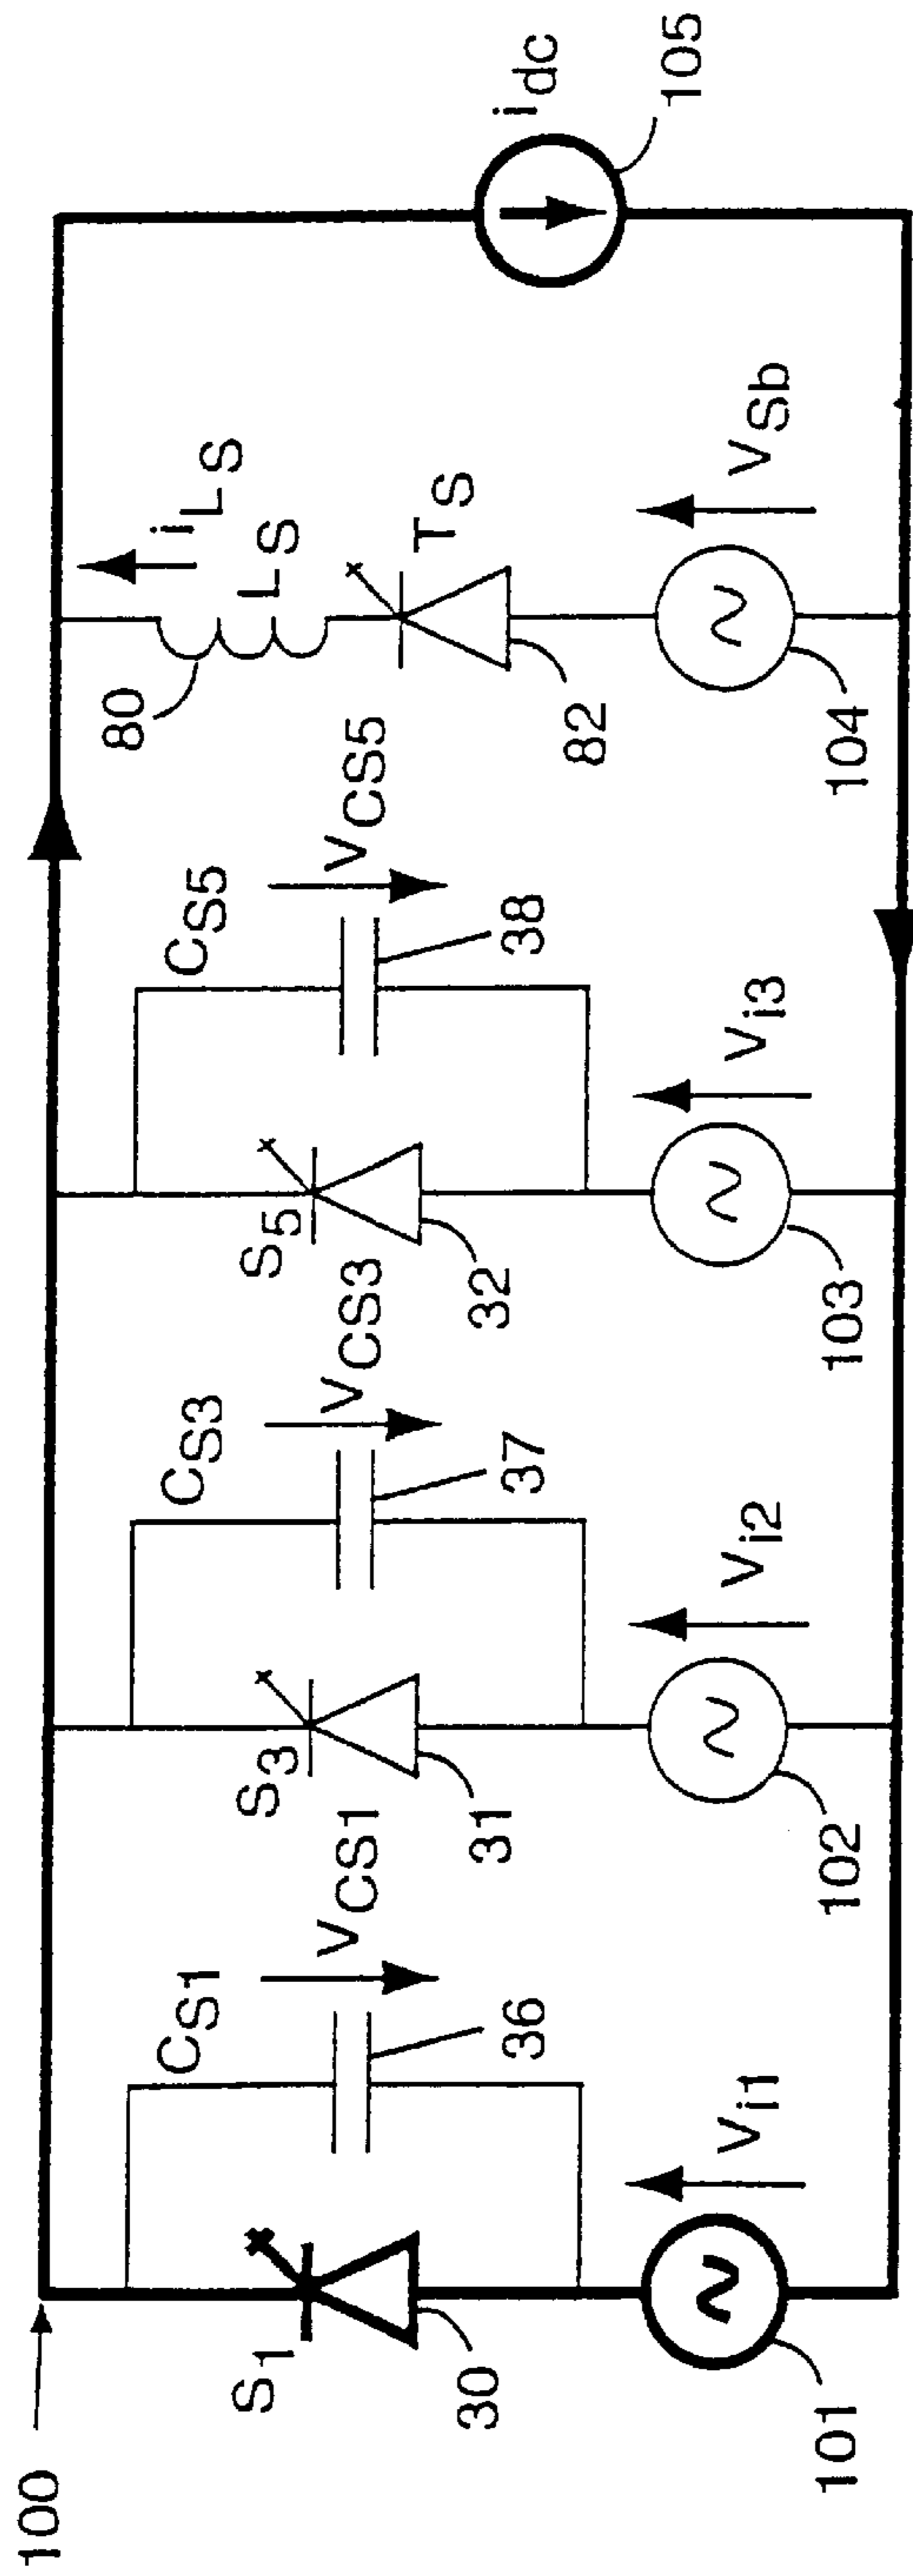 100
S1
30
CS1
VCS1
36
Vi1
101
S3
31
CS3
VCS3
37
Vi2
102
S5
32
CS5
VCS5
38
Vi3
103
80
LS
iLS
TS
82
VSb
104
idc
105